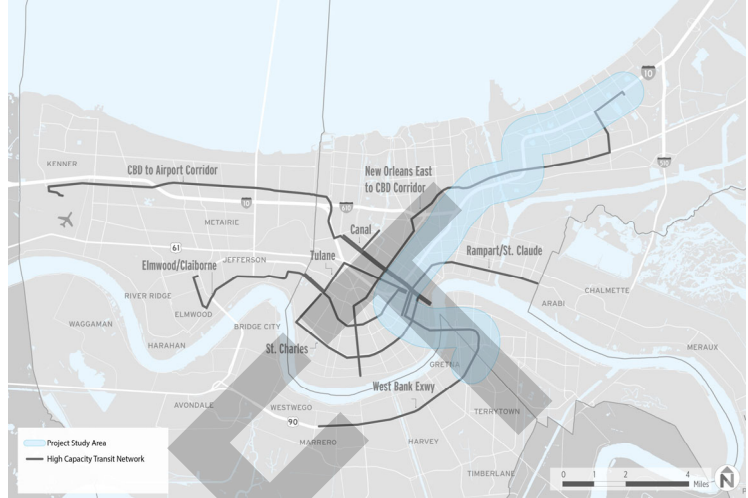 10
KENNER
CBD to Airport Corridor
New Orleans East
to CBD Corridor
10
610
510
METAIRIE
Canal
61
Tulane
Rampart/St. Claude
JEFFERSON
Elmwood/Claiborne
CHALMETTE
RIVER RIDGE
ARABI
ELMWOOD
WAGGAMAN
BRIDGE CITY
HARAHAN
MERAUX
St. Charles
GRETNA
West Bank Exwy
AVONDALE
WESTWEGO
TERRYTOWN
90
MARRERO
HARVEY
TIMBERLANE
Project Study Area
High Capacity Transit Network
0 1 2 4
Miles
N